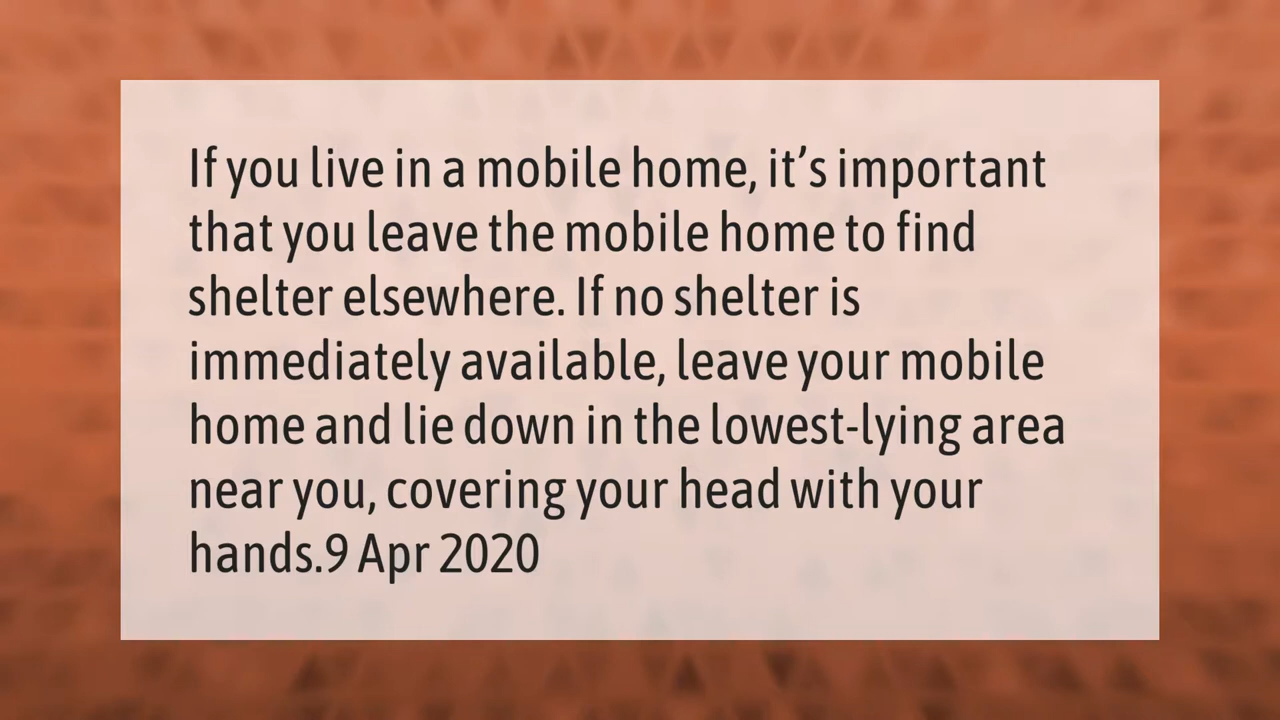 If you live in a mobile home, it’s important
that you leave the mobile home to find
shelter elsewhere. If no shelter is
immediately available, leave your mobile
home and lie down in the lowest-lying area
near you, covering your head with your
hands.9 Apr 2020